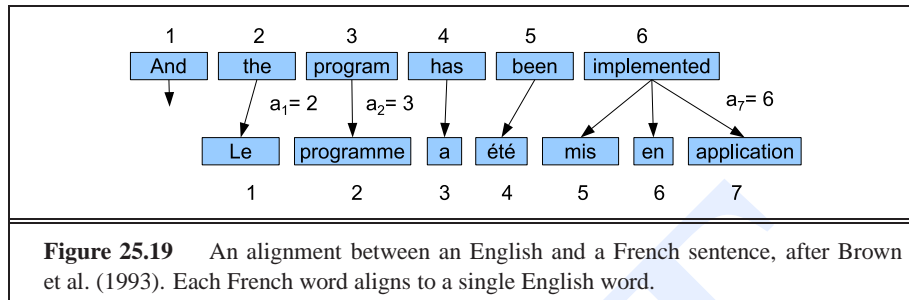 1 2 3 4 5 6
And the program has been implemented
a₁= 2 a₂= 3 a₇= 6
Le programme a été mis en application
1 2 3 4 5 6 7
Figure 25.19 An alignment between an English and a French sentence, after Brown
et al. (1993). Each French word aligns to a single English word.